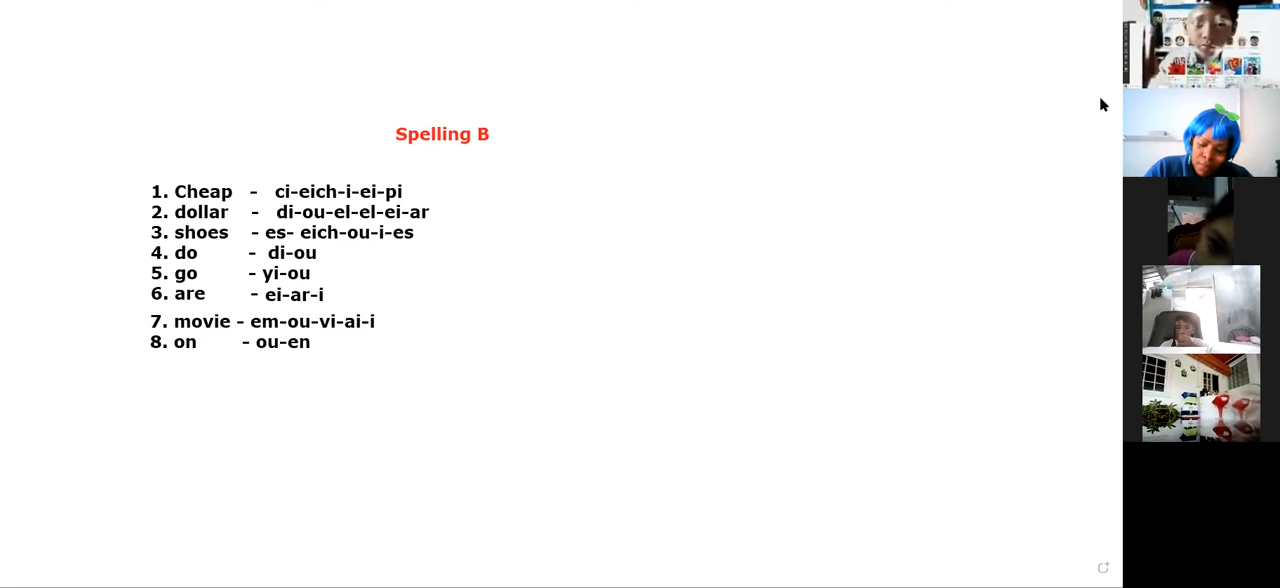 Spelling B
1. Cheap - ci-eich-i-ei-pi
2. dollar - di-ou-el-el-ei-ar
3. shoes - es- eich-ou-i-es
4. do - di-ou
5. go - yi-ou
6. are - ei-ar-i
7. movie - em-ou-vi-ai-i
8. on - ou-en